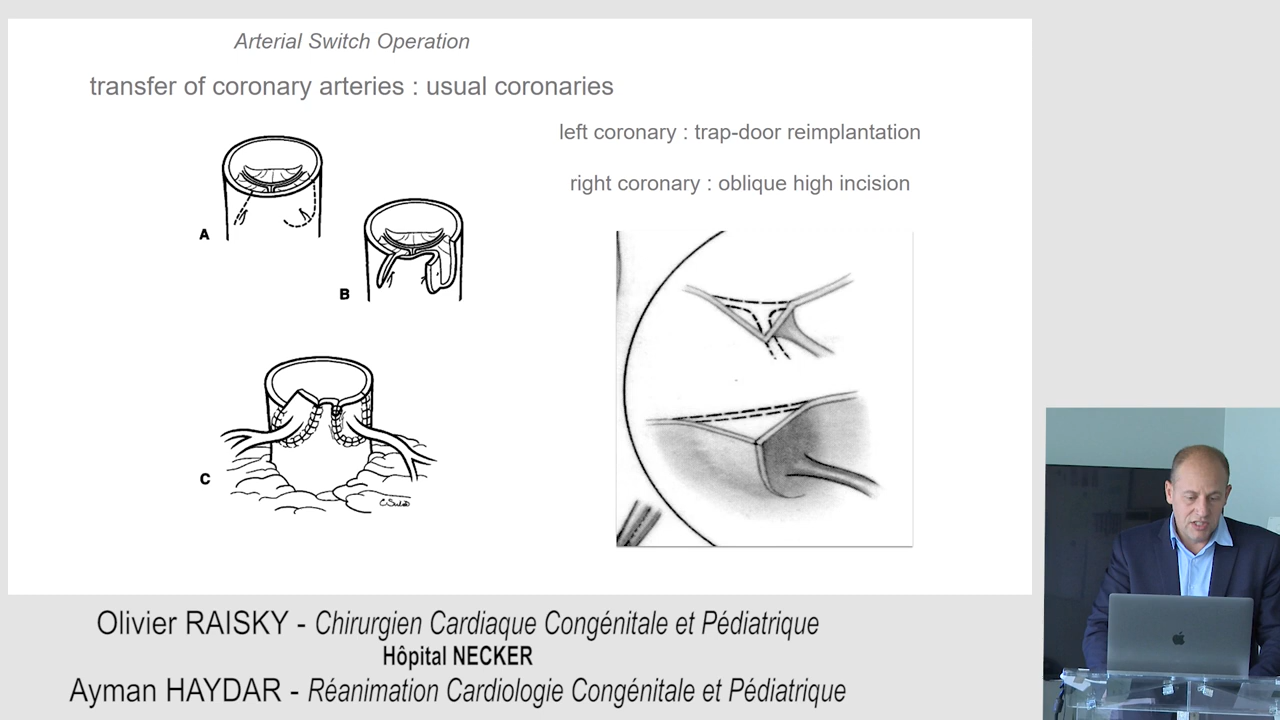 Arterial Switch Operation
transfer of coronary arteries : usual coronaries
left coronary : trap-door reimplantation
right coronary : oblique high incision
A
B
C
Olivier RAISKY - Chirurgien Cardiaque Congénitale et Pédiatrique
Hôpital NECKER
Ayman HAYDAR - Réanimation Cardiologie Congénitale et Pédiatrique